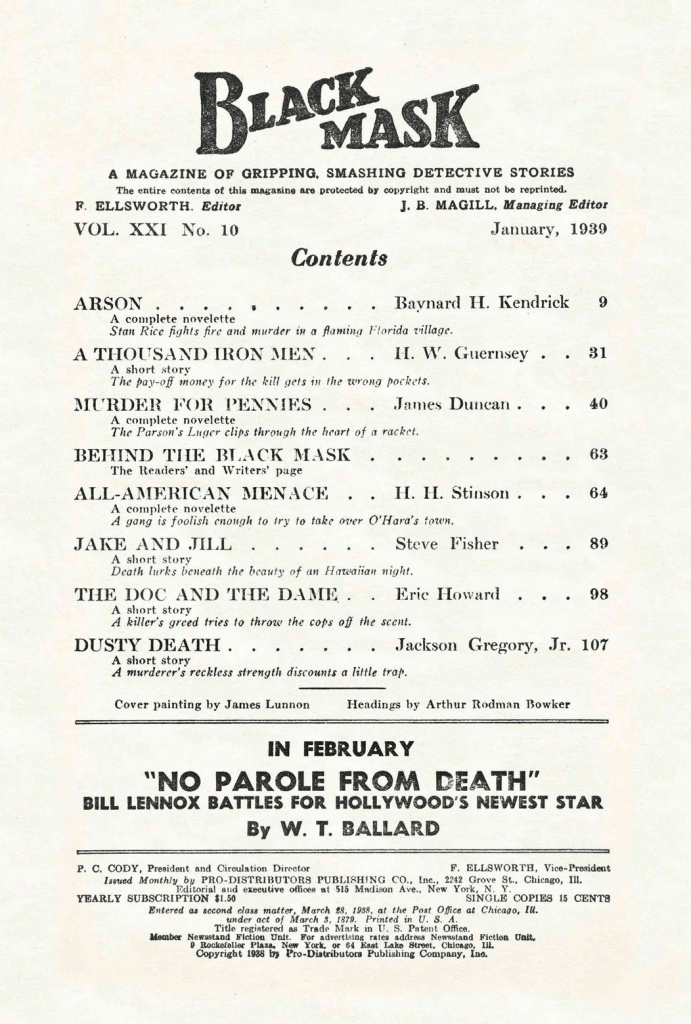 BLACK MASK
A MAGAZINE OF GRIPPING, SMASHING DETECTIVE STORIES
The entire contents of this magazine are protected by copyright and must not be reprinted.
F. ELLSWORTH, Editor J. B. MAGILL, Managing Editor
VOL. XXI No. 10 January, 1939
Contents
ARSON . . . . . . . . . . . Baynard H. Kendrick 9
A complete novelette
Stan Rice fights fire and murder in a flaming Florida village.
A THOUSAND IRON MEN . . . H. W. Guernsey . . 31
A short story
The pay-off money for the kill gets in the wrong pockets.
MURDER FOR PENNIES . . . James Duncan . . . 40
A complete novelette
The Parson's Luger clips through the heart of a racket.
BEHIND THE BLACK MASK . . . . . . . . . . 63
The Readers' and Writers' page
ALL-AMERICAN MENACE . . H. H. Stinson . . . 64
A complete novelette
A gang is foolish enough to try to take over O'Hara's town.
JAKE AND JILL . . . . . . Steve Fisher . . . 89
A short story
Death lurks beneath the beauty of an Hawaiian night.
THE DOC AND THE DAME . . Eric Howard . . . 98
A short story
A killer's greed tries to throw the cops off the scent.
DUSTY DEATH . . . . . . . Jackson Gregory, Jr. 107
A short story
A murderer's reckless strength discounts a little trap.
Cover painting by James Lunnon Headings by Arthur Rodman Bowker
IN FEBRUARY
"NO PAROLE FROM DEATH"
BILL LENNOX BATTLES FOR HOLLYWOOD'S NEWEST STAR
By W. T. BALLARD
P. C. CODY, President and Circulation Director F. ELLSWORTH, Vice-President
Issued Monthly by PRO-DISTRIBUTORS PUBLISHING CO., Inc., 2242 Grove St., Chicago, Ill.
Editorial and executive offices at 515 Madison Ave., New York, N. Y.
YEARLY SUBSCRIPTION $1.50 SINGLE COPIES 15 CENTS
Entered as second class matter, March 28, 1938, at the Post Office at Chicago, Ill.
under act of March 3, 1879. Printed in U. S. A.
Title registered as Trade Mark in U. S. Patent Office.
Member Newsstand Fiction Unit. For advertising rates address Newsstand Fiction Unit,
9 Rockefeller Plaza, New York, or 64 East Lake Street, Chicago, Ill.
Copyright 1938 by Pro-Distributors Publishing Company, Inc.